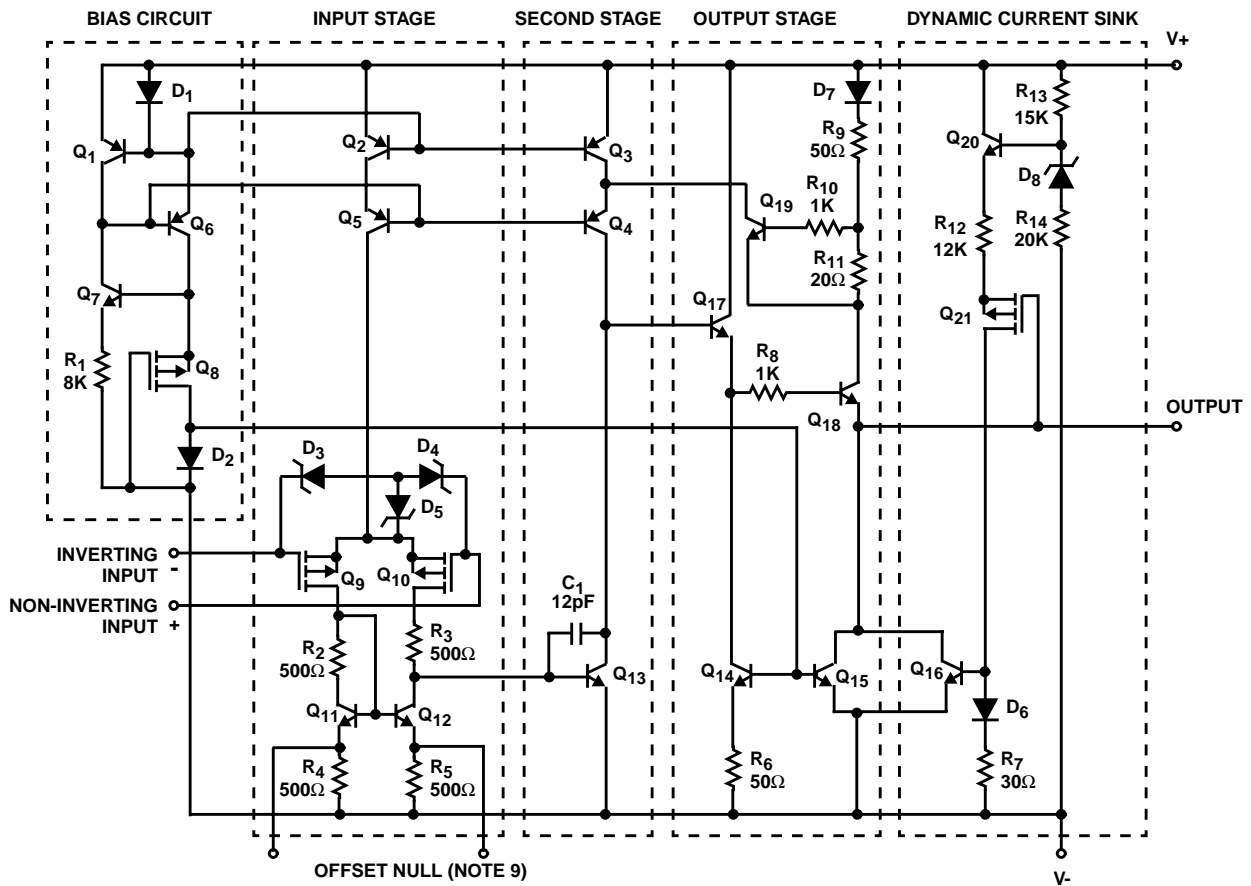 BIAS CIRCUIT
INPUT STAGE
SECOND STAGE
OUTPUT STAGE
DYNAMIC CURRENT SINK
V+
D1
Q1
Q6
Q7
R1
8K
Q8
D2
Q2
Q5
D3
D4
D5
INVERTING
INPUT -
NON-INVERTING
INPUT +
Q9
Q10
R2
500Ω
R3
500Ω
Q11
Q12
R4
500Ω
R5
500Ω
OFFSET NULL (NOTE 9)
Q3
Q4
C1
12pF
Q13
D7
R9
50Ω
R10
1K
Q19
R11
20Ω
Q17
R8
1K
Q18
Q14
Q15
R6
50Ω
R13
15K
Q20
D8
R12
12K
R14
20K
Q21
OUTPUT
Q16
D6
R7
30Ω
V-